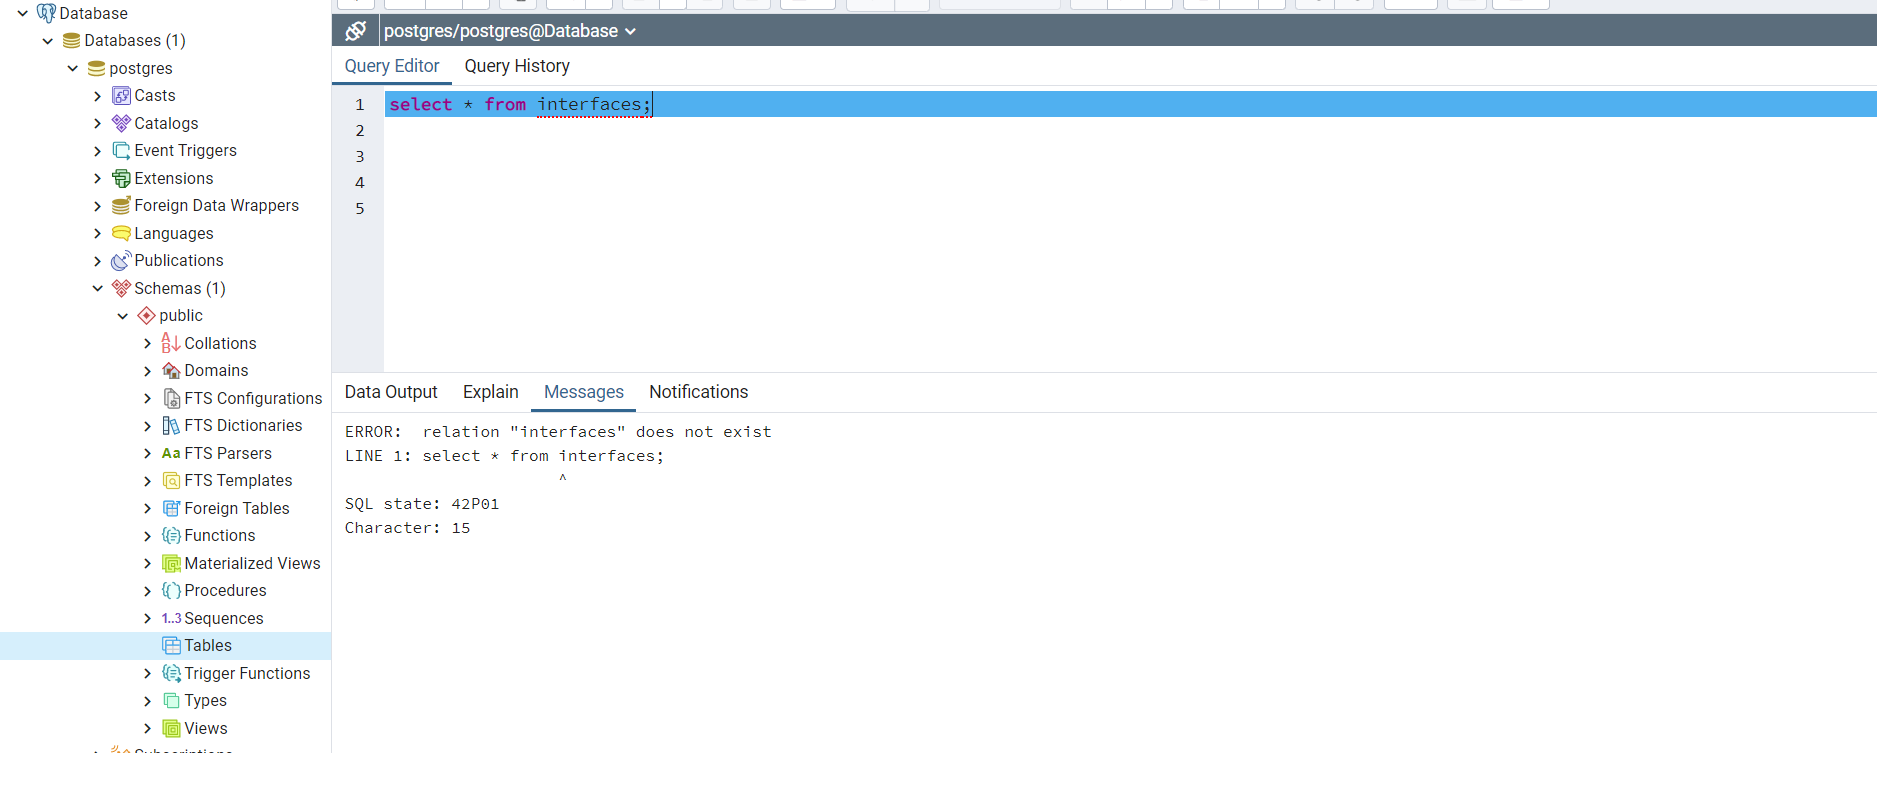 Database
Databases (1)
postgres
Casts
Catalogs
Event Triggers
Extensions
Foreign Data Wrappers
Languages
Publications
Schemas (1)
public
Collations
Domains
FTS Configurations
FTS Dictionaries
Aa FTS Parsers
FTS Templates
Foreign Tables
Functions
Materialized Views
Procedures
1..3 Sequences
Tables
Trigger Functions
Types
Views
postgres/postgres@Database
Query Editor Query History
1 select * from interfaces;
2
3
4
5
Data Output Explain Messages Notifications
ERROR:  relation "interfaces" does not exist
LINE 1: select * from interfaces;
^
SQL state: 42P01
Character: 15